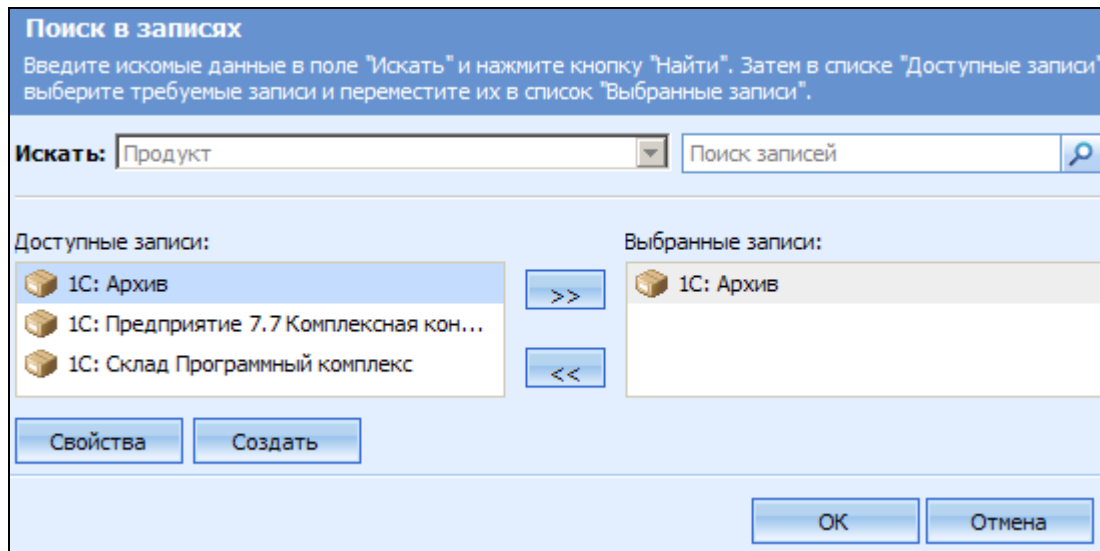 Поиск в записях
Введите искомые данные в поле "Искать" и нажмите кнопку "Найти". Затем в списке "Доступные записи"
выберите требуемые записи и переместите их в список "Выбранные записи".
Искать: Продукт Поиск записей
Доступные записи: Выбранные записи:
1С: Архив >> 1С: Архив
1С: Предприятие 7.7 Комплексная кон...
1С: Склад Программный комплекс <<
Свойства Создать
ОК Отмена